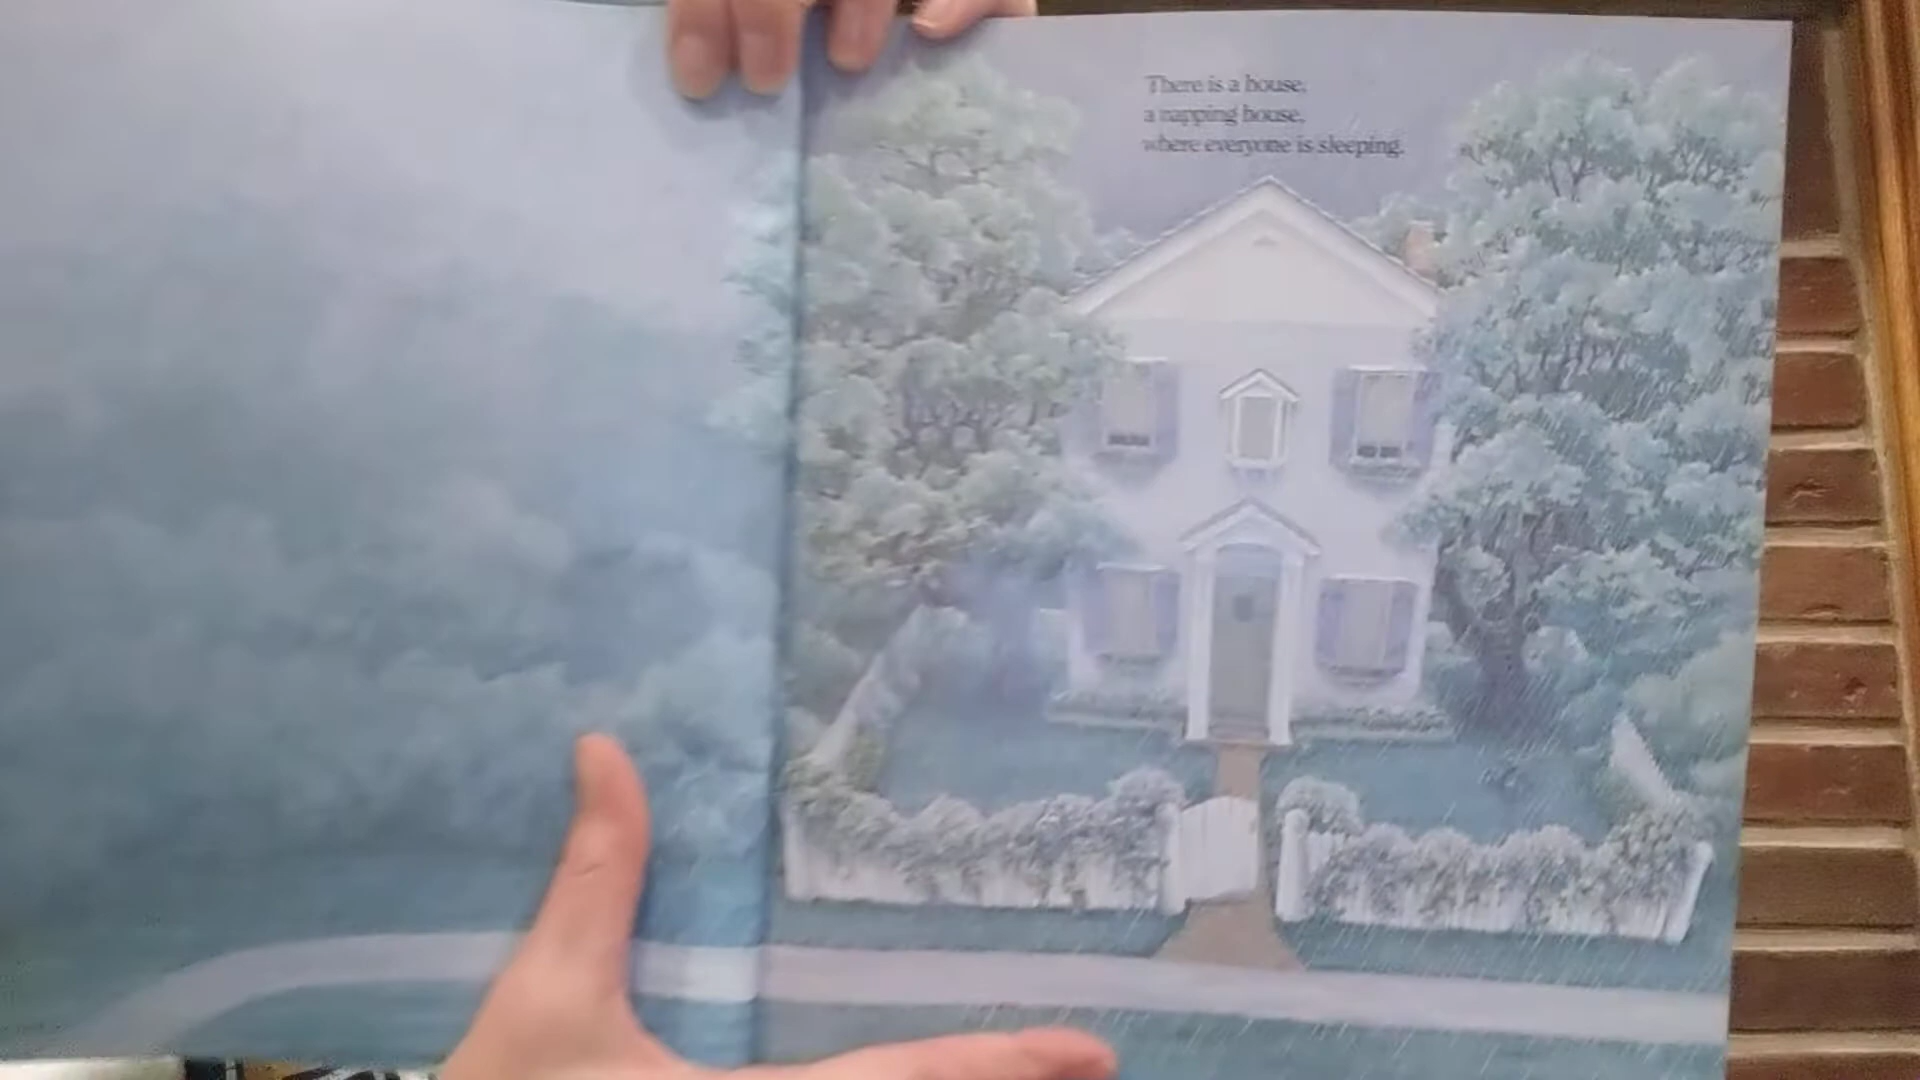 There is a house,
a napping house,
where everyone is sleeping.